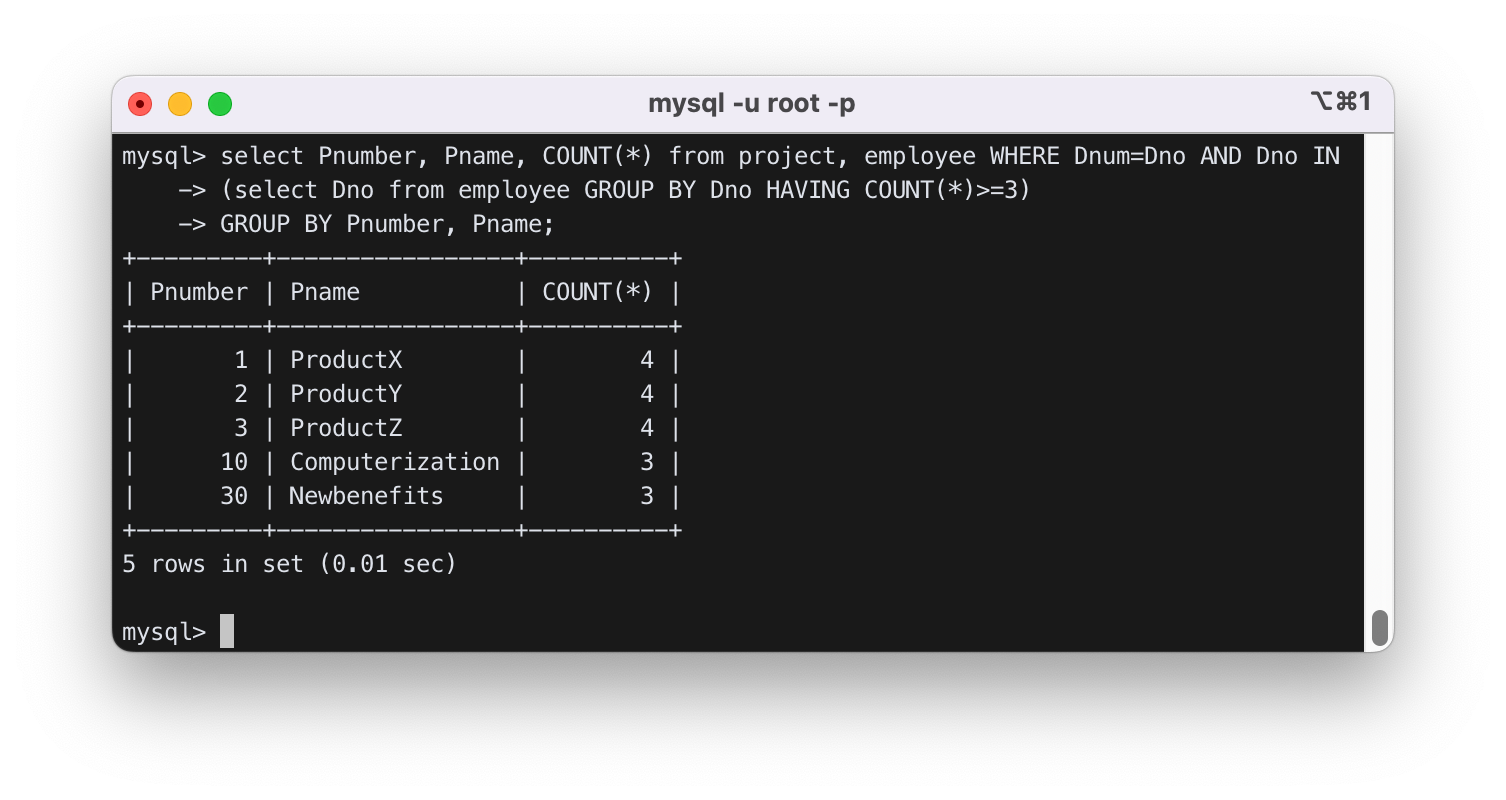 mysql -u root -p
⌥⌘1
mysql> select Pnumber, Pname, COUNT(*) from project, employee WHERE Dnum=Dno AND Dno IN
    -> (select Dno from employee GROUP BY Dno HAVING COUNT(*)>=3)
    -> GROUP BY Pnumber, Pname;
+---------+-----------------+----------+
| Pnumber | Pname           | COUNT(*) |
+---------+-----------------+----------+
|       1 | ProductX        |        4 |
|       2 | ProductY        |        4 |
|       3 | ProductZ        |        4 |
|      10 | Computerization |        3 |
|      30 | Newbenefits     |        3 |
+---------+-----------------+----------+
5 rows in set (0.01 sec)
mysql>